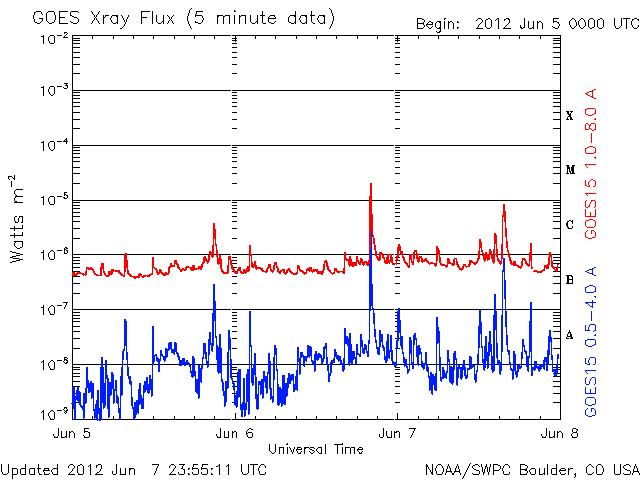 GOES Xray Flux (5 minute data)
Begin: 2012 Jun 5 0000 UTC
10⁻²
10⁻³
10⁻⁴
10⁻⁵
10⁻⁶
10⁻⁷
10⁻⁸
10⁻⁹
Watts m⁻²
X
M
C
B
A
GOES15 1.0-8.0 A
GOES15 0.5-4.0 A
Jun 5
Jun 6
Jun 7
Jun 8
Universal Time
Updated 2012 Jun 7 23:55:11 UTC
NOAA/SWPC Boulder, CO USA